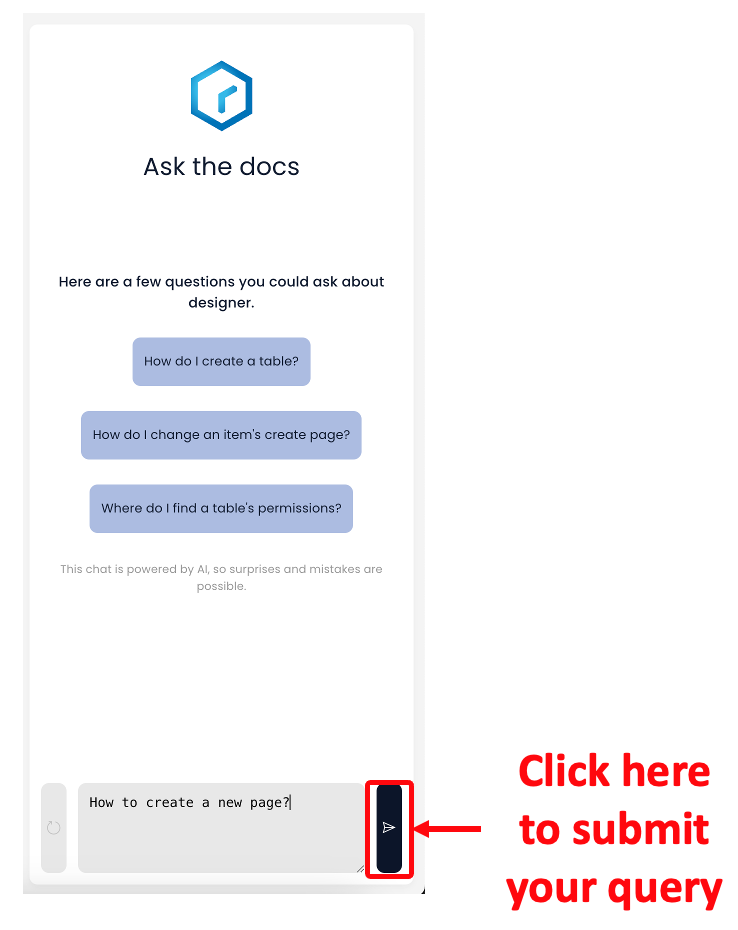 Ask the docs
Here are a few questions you could ask about
designer.
How do I create a table?
How do I change an item's create page?
Where do I find a table's permissions?
This chat is powered by AI, so surprises and mistakes are
possible.
How to create a new page?
Click here
to submit
your query